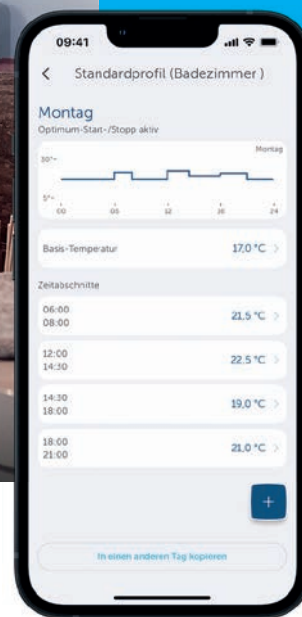 09:41
Standardprofil (Badezimmer )
Montag
Optimum-Start-/Stopp aktiv
Montag
30°-
5°-
00 06 12 18 24
Basis-Temperatur 17,0 °C
Zeitabschnitte
06:00
08:00
21,5 °C
12:00
14:30
22,5 °C
14:30
18:00
19,0 °C
18:00
21:00
21,0 °C
+
In einen anderen Tag kopieren